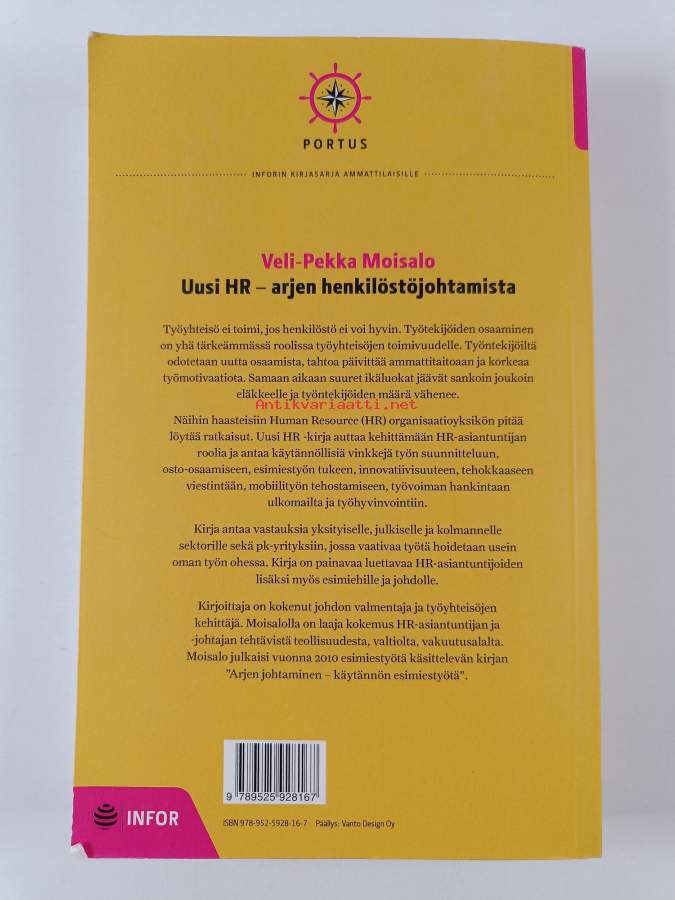 PORTUS
INFORIN KIRJASARJA AMMATTILAISILLE
Veli-Pekka Moisalo
Uusi HR – arjen henkilöstöjohtamista
Työyhteisö ei toimi, jos henkilöstö ei voi hyvin. Työtekijöiden osaaminen
on yhä tärkeämmässä roolissa työyhteisöjen toimivuudelle. Työntekijöiltä
odotetaan uutta osaamista, tahtoa päivittää ammattitaitoaan ja korkeaa
työmotivaatiota. Samaan aikaan suuret ikäluokat jäävät sankoin joukoin
eläkkeelle ja työntekijöiden määrä vähenee.
Antikvariaatti.net
Näihin haasteisiin Human Resource (HR) organisaatioyksikön pitää
löytää ratkaisut. Uusi HR -kirja auttaa kehittämään HR-asiantuntijan
roolia ja antaa käytännöllisiä vinkkejä työn suunnitteluun,
osto-osaamiseen, esimiestyön tukeen, innovatiivisuuteen, tehokkaaseen
viestintään, mobiilityön tehostamiseen, työvoiman hankintaan
ulkomailta ja työhyvinvointiin.
Kirja antaa vastauksia yksityiselle, julkiselle ja kolmannelle
sektorille sekä pk-yrityksiin, jossa vaativaa työtä hoidetaan usein
oman työn ohessa. Kirja on painavaa luettavaa HR-asiantuntijoiden
lisäksi myös esimiehille ja johdolle.
Kirjoittaja on kokenut johdon valmentaja ja työyhteisöjen
kehittäjä. Moisalolla on laaja kokemus HR-asiantuntijan ja
-johtajan tehtävistä teollisuudesta, valtiolta, vakuutusalalta.
Moisalo julkaisi vuonna 2010 esimiestyötä käsittelevän kirjan
”Arjen johtaminen – käytännön esimiestyötä”.
9 789525 928167
INFOR
ISBN 978-952-5928-16-7 Päällys: Vanto Design Oy